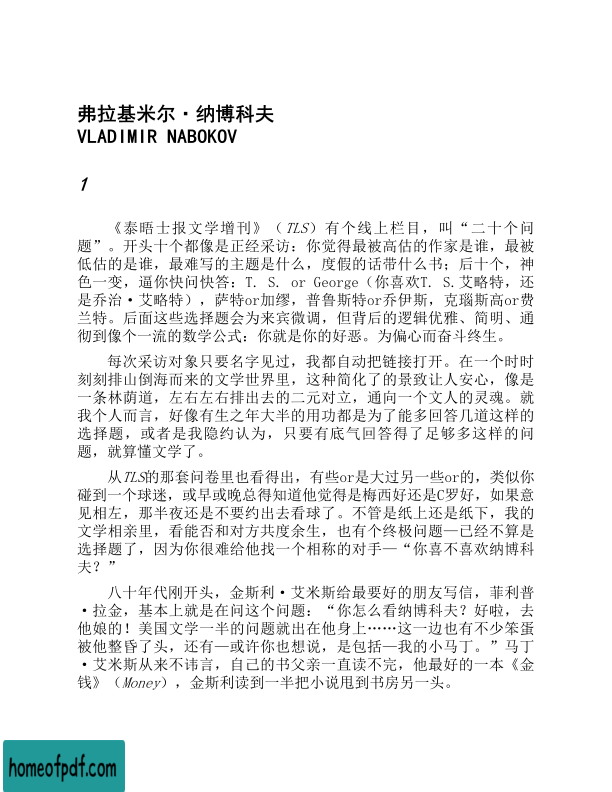 弗拉基米尔·纳博科夫
VLADIMIR NABOKOV
1
《泰晤士报文学增刊》（TLS）有个线上栏目，叫“二十个问
题”。开头十个都像是正经采访：你觉得最被高估的作家是谁，最被
低估的是谁，最难写的主题是什么，度假的话带什么书；后十个，神
色一变，逼你快问快答：T. S. or George（你喜欢T. S.艾略特，还
是乔治·艾略特），萨特or加缪，普鲁斯特or乔伊斯，克瑙斯高or费
兰特。后面这些选择题会为来宾微调，但背后的逻辑优雅、简明、通
彻到像个一流的数学公式：你就是你的好恶。为偏心而奋斗终生。
每次采访对象只要名字见过，我都自动把链接打开。在一个时时
刻刻排山倒海而来的文学世界里，这种简化了的景致让人安心，像是
一条林荫道，左右左右排出去的二元对立，通向一个文人的灵魂。就
我个人而言，好像有生之年大半的用功都是为了能多回答几道这样的
选择题，或者是我隐约认为，只要有底气回答得了足够多这样的问
题，就算懂文学了。
从TLS的那套问卷里也看得出，有些or是大过另一些or的，类似你
碰到一个球迷，或早或晚总得知道他觉得是梅西好还是C罗好，如果意
见相左，那半夜还是不要约出去看球了。不管是纸上还是纸下，我的
文学相亲里，看能否和对方共度余生，也有个终极问题—已经不算是
选择题了，因为你很难给他找一个相称的对手—“你喜不喜欢纳博科
夫？”
八十年代刚开头，金斯利·艾米斯给最要好的朋友写信，菲利普
·拉金，基本上就是在问这个问题：“你怎么看纳博科夫？好啦，去
他娘的！美国文学一半的问题就出在他身上……这一边也有不少笨蛋
被他整昏了头，还有—或许你也想说，是包括—我的小马丁。”马丁
·艾米斯从来不讳言，自己的书父亲一直读不完，他最好的一本《金
钱》（Money），金斯利读到一半把小说甩到书房另一头。
homeofpdf.com